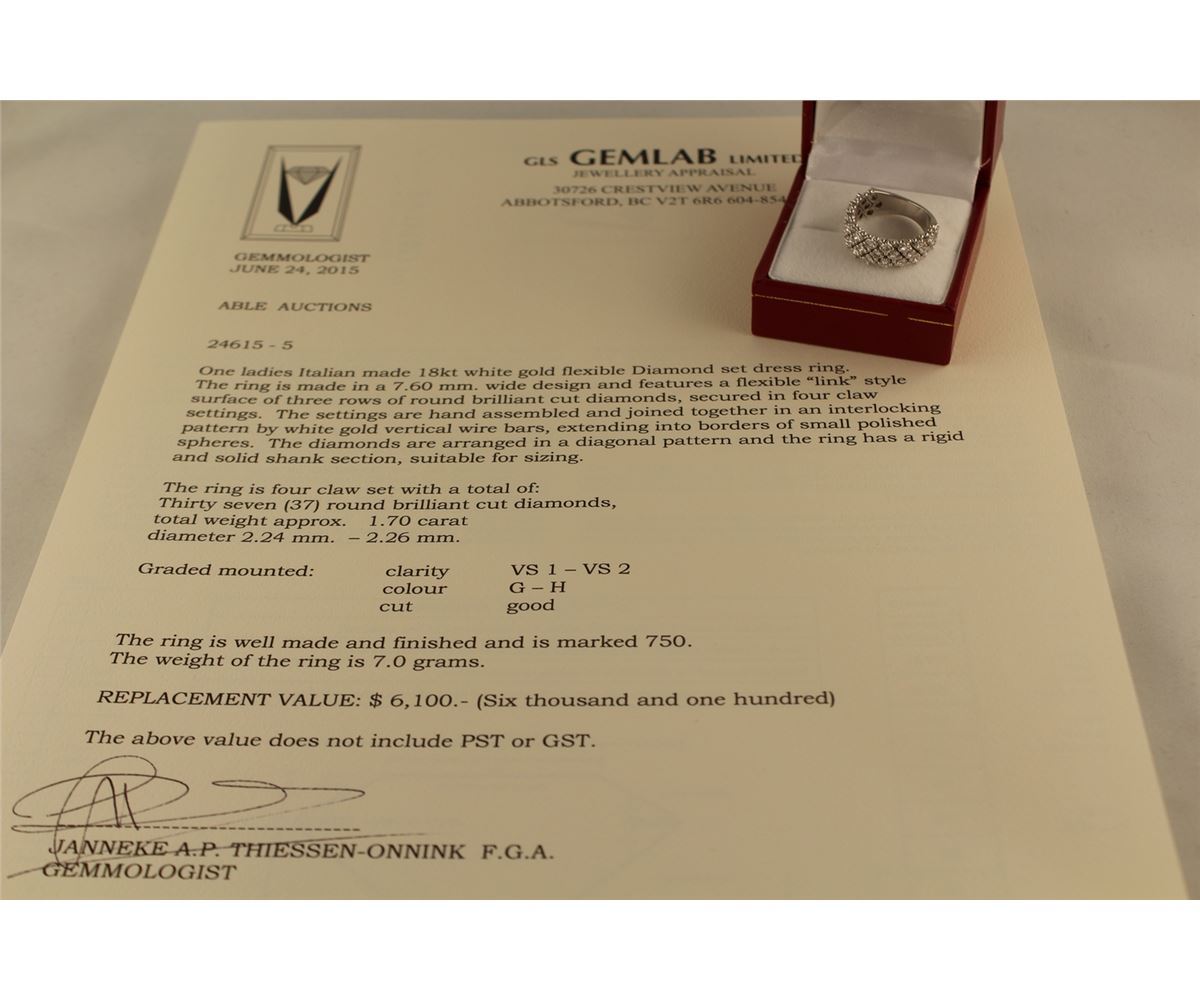 GLS GEMLAB LIMITED
JEWELLERY APPRAISAL
30726 CRESTVIEW AVENUE
ABBOTSFORD, BC V2T 6R6 604-854
GEMMOLOGIST
JUNE 24, 2015
ABLE AUCTIONS
24615 - 5
One ladies Italian made 18kt white gold flexible Diamond set dress ring.
The ring is made in a 7.60 mm. wide design and features a flexible “link” style
surface of three rows of round brilliant cut diamonds, secured in four claw
settings. The settings are hand assembled and joined together in an interlocking
pattern by white gold vertical wire bars, extending into borders of small polished
spheres. The diamonds are arranged in a diagonal pattern and the ring has a rigid
and solid shank section, suitable for sizing.
The ring is four claw set with a total of:
Thirty seven (37) round brilliant cut diamonds,
total weight approx. 1.70 carat
diameter 2.24 mm. – 2.26 mm.
Graded mounted: clarity VS 1 – VS 2
colour G – H
cut good
The ring is well made and finished and is marked 750.
The weight of the ring is 7.0 grams.
REPLACEMENT VALUE: $ 6,100.- (Six thousand and one hundred)
The above value does not include PST or GST.
JANNEKE A.P. THIESSEN-ONNINK F.G.A.
GEMMOLOGIST